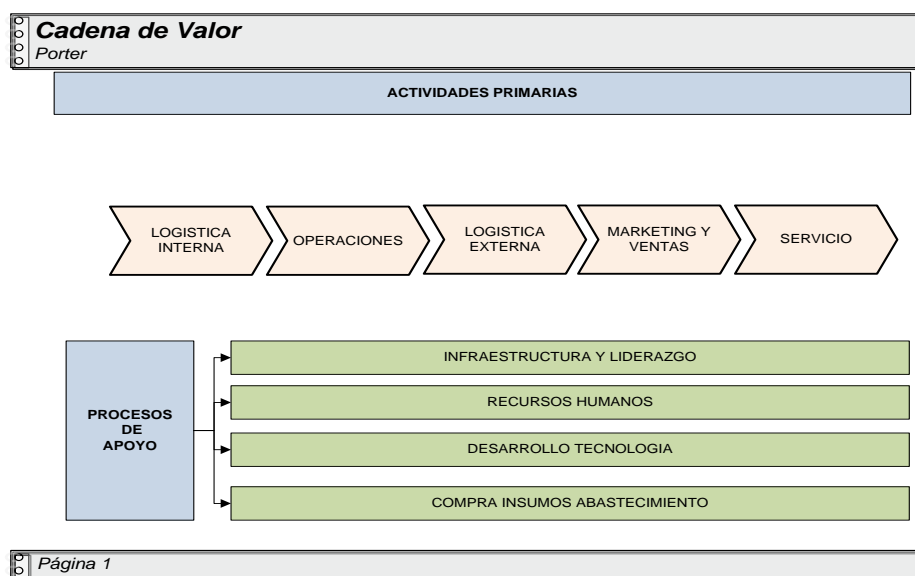 Cadena de Valor
Porter
ACTIVIDADES PRIMARIAS
LOGISTICA
INTERNA
OPERACIONES
LOGISTICA
EXTERNA
MARKETING Y
VENTAS
SERVICIO
PROCESOS
DE
APOYO
INFRAESTRUCTURA Y LIDERAZGO
RECURSOS HUMANOS
DESARROLLO TECNOLOGIA
COMPRA INSUMOS ABASTECIMIENTO
Página 1